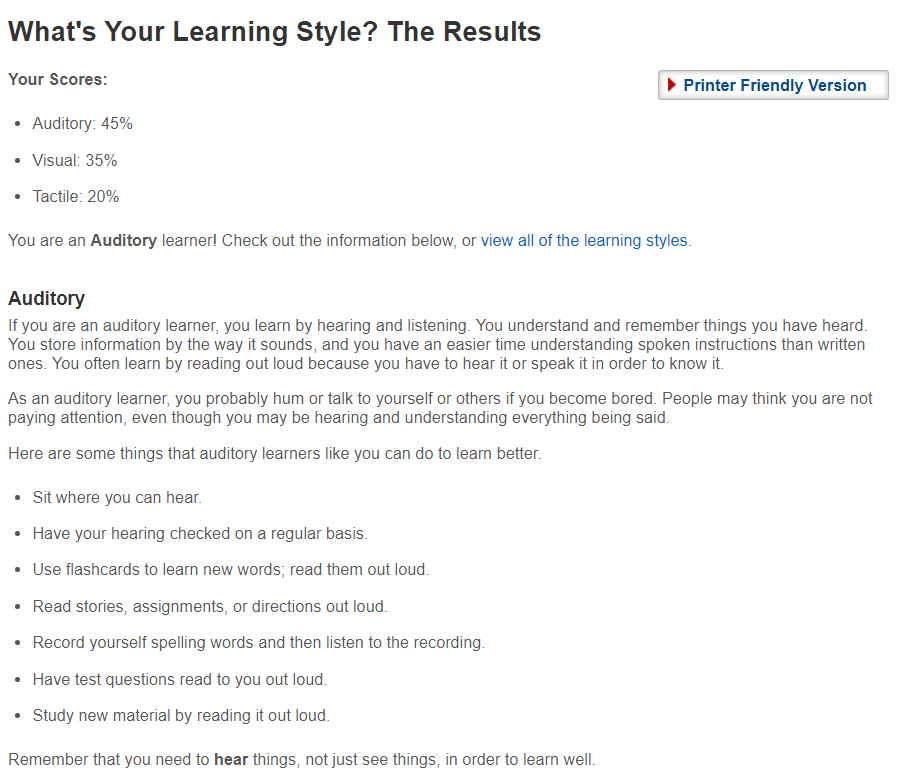 What's Your Learning Style? The Results
Your Scores:
Printer Friendly Version
• Auditory: 45%
• Visual: 35%
• Tactile: 20%
You are an Auditory learner! Check out the information below, or view all of the learning styles.
Auditory
If you are an auditory learner, you learn by hearing and listening. You understand and remember things you have heard.
You store information by the way it sounds, and you have an easier time understanding spoken instructions than written
ones. You often learn by reading out loud because you have to hear it or speak it in order to know it.
As an auditory learner, you probably hum or talk to yourself or others if you become bored. People may think you are not
paying attention, even though you may be hearing and understanding everything being said.
Here are some things that auditory learners like you can do to learn better.
• Sit where you can hear.
• Have your hearing checked on a regular basis.
• Use flashcards to learn new words; read them out loud.
• Read stories, assignments, or directions out loud.
• Record yourself spelling words and then listen to the recording.
• Have test questions read to you out loud.
• Study new material by reading it out loud.
Remember that you need to hear things, not just see things, in order to learn well.